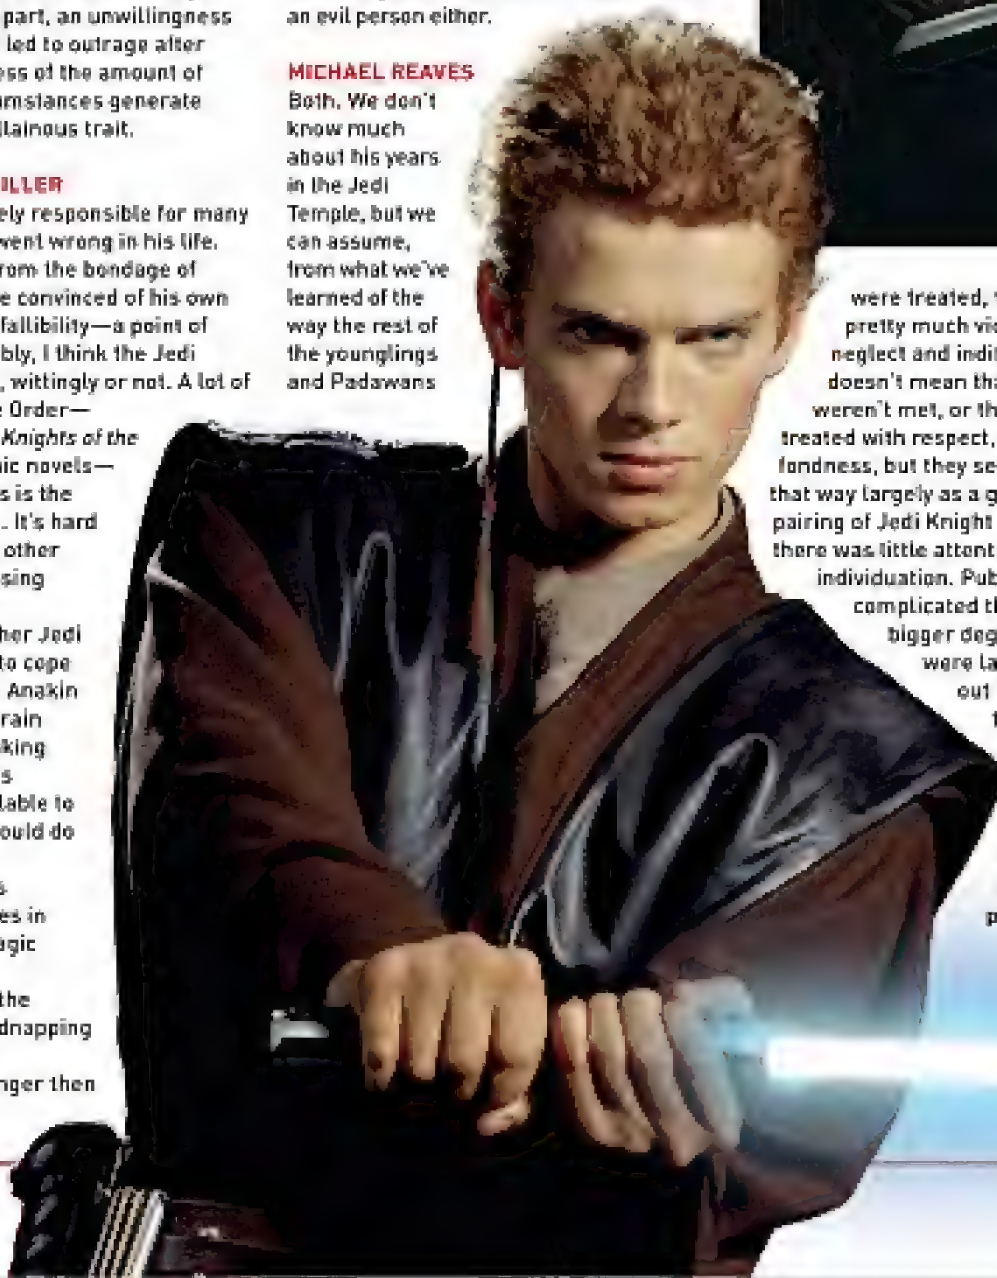 part, an unwillingness
led to outrage after
ess of the amount of
umstances generate
llainous trait.
ILLER
ely responsible for many
went wrong in his life.
rom the bondage of
e convinced of his own
fallibility—a point of
bly, I think the Jedi
, wittingly or not. A lot of
e Order—
Knights of the
nic novels—
s is the
. It's hard
other
sing
her Jedi
to cope
. Anakin
rain
king
s
lable to
ould do
s
es in
agic
the
dnapping
nger then
an evil person either.
MICHAEL REAVES
Both. We don't
know much
about his years
in the Jedi
Temple, but we
can assume,
from what we've
learned of the
way the rest of
the younglings
and Padawans
were treated,
pretty much vic
neglect and indif
doesn't mean tha
weren't met, or th
treated with respect,
fondness, but they se
that way largely as a g
pairing of Jedi Knight
there was little attent
individuation. Pub
complicated th
bigger deg
were la
out
p